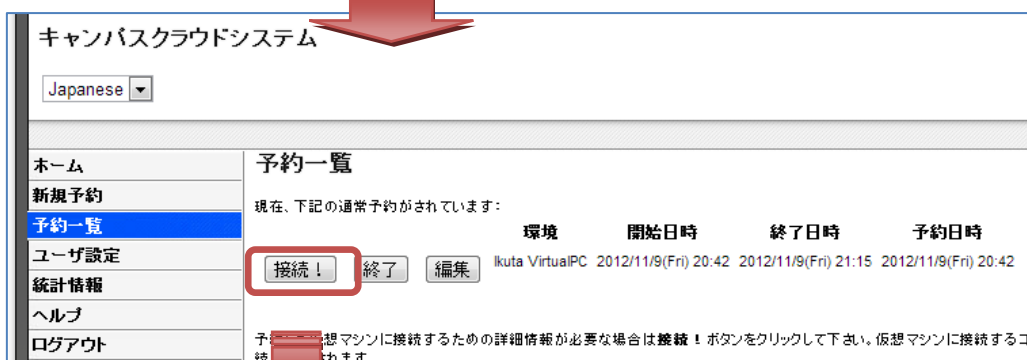 キャンパスクラウドシステム
Japanese
ホーム
新規予約
予約一覧
ユーザ設定
統計情報
ヘルプ
ログアウト
予約一覧
現在、下記の通常予約がされています：
環境 開始日時 終了日時 予約日時
接続！ 終了 編集 Ikuta VirtualPC 2012/11/9(Fri) 20:42 2012/11/9(Fri) 21:15 2012/11/9(Fri) 20:42
想マシンに接続するための詳細情報が必要な場合は接続！ボタンをクリックして下さい。仮想マシンに接続するコ
れます